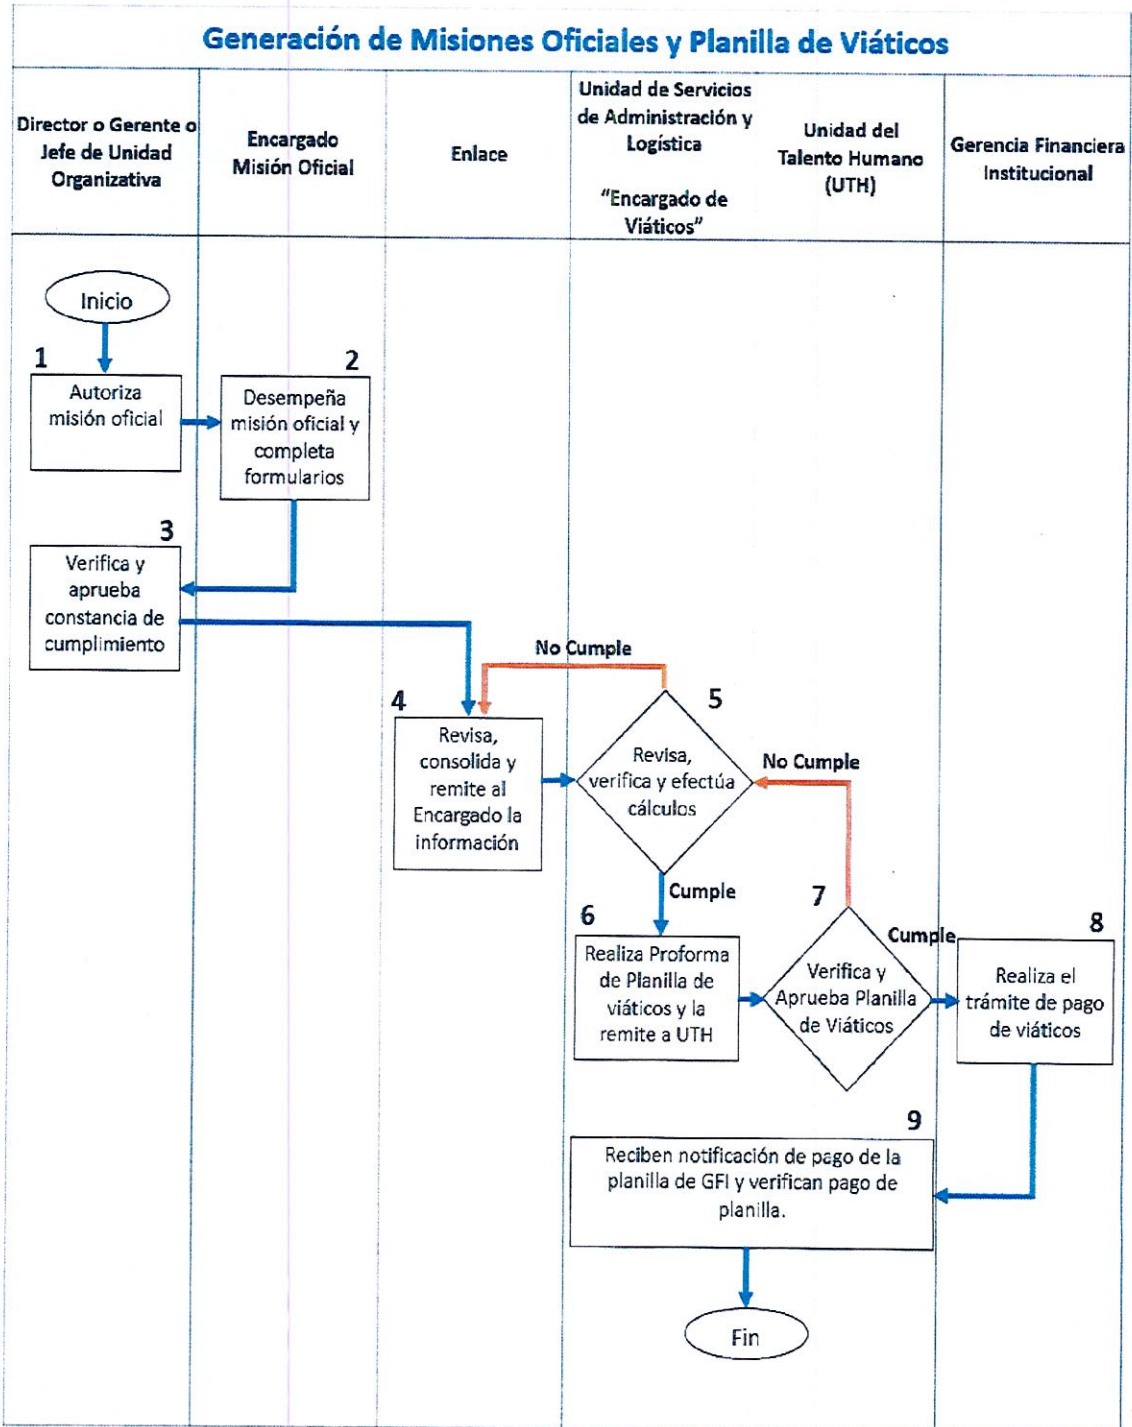 Generación de Misiones Oficiales y Planilla de Viáticos
Director o Gerente o
Jefe de Unidad
Organizativa
Encargado
Misión Oficial
Enlace
Unidad de Servicios
de Administración y
Logística
"Encargado de
Viáticos"
Unidad del
Talento Humano
(UTH)
Gerencia Financiera
Institucional
Inicio
1
Autoriza
misión oficial
2
Desempeña
misión oficial y
completa
formularios
3
Verifica y
aprueba
constancia de
cumplimiento
No Cumple
4
Revisa,
consolida y
remite al
Encargado la
información
5
Revisa,
verifica y efectúa
cálculos
No Cumple
Cumple
6
Realiza Proforma
de Planilla de
viáticos y la
remite a UTH
7
Verifica y
Aprueba Planilla
de Viáticos
Cumple
8
Realiza el
trámite de pago
de viáticos
9
Reciben notificación de pago de la
planilla de GFI y verifican pago de
planilla.
Fin